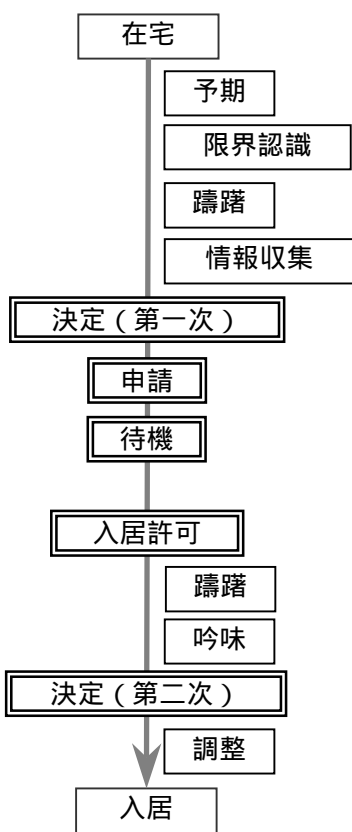 在宅
予期
限界認識
躊躇
情報収集
決定（第一次）
申請
待機
入居許可
躊躇
吟味
決定（第二次）
調整
入居